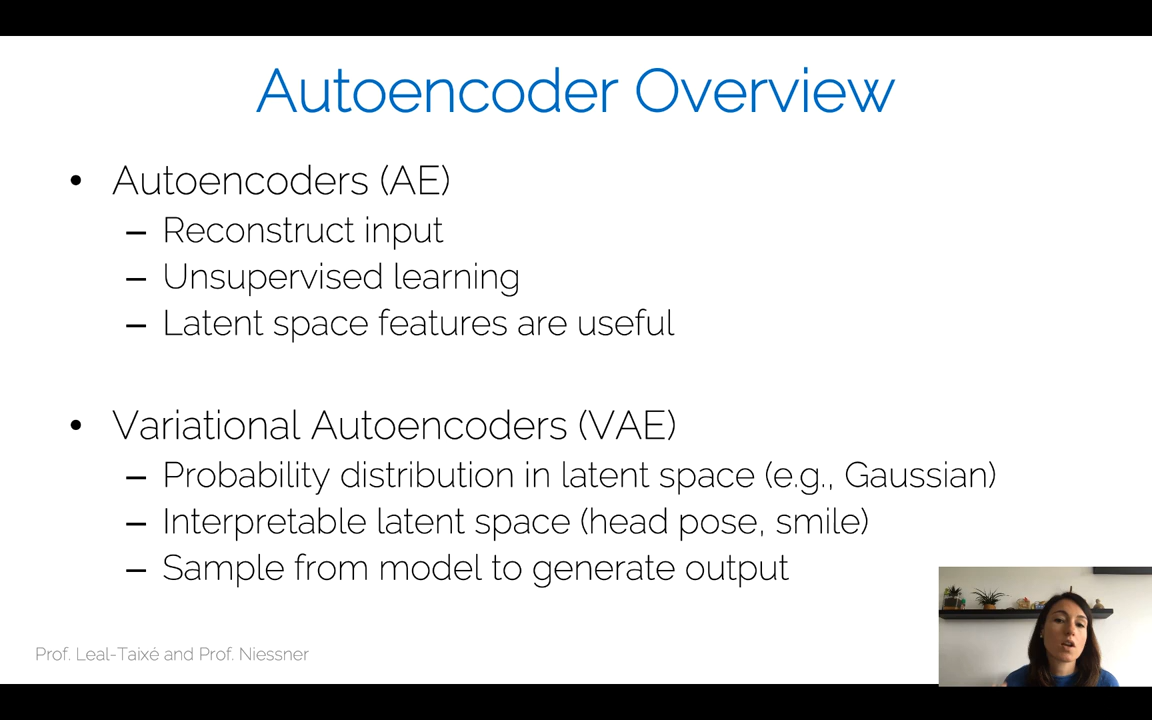 Autoencoder Overview
• Autoencoders (AE)
– Reconstruct input
– Unsupervised learning
– Latent space features are useful
• Variational Autoencoders (VAE)
– Probability distribution in latent space (e.g., Gaussian)
– Interpretable latent space (head pose, smile)
– Sample from model to generate output
Prof. Leal-Taixé and Prof. Niessner